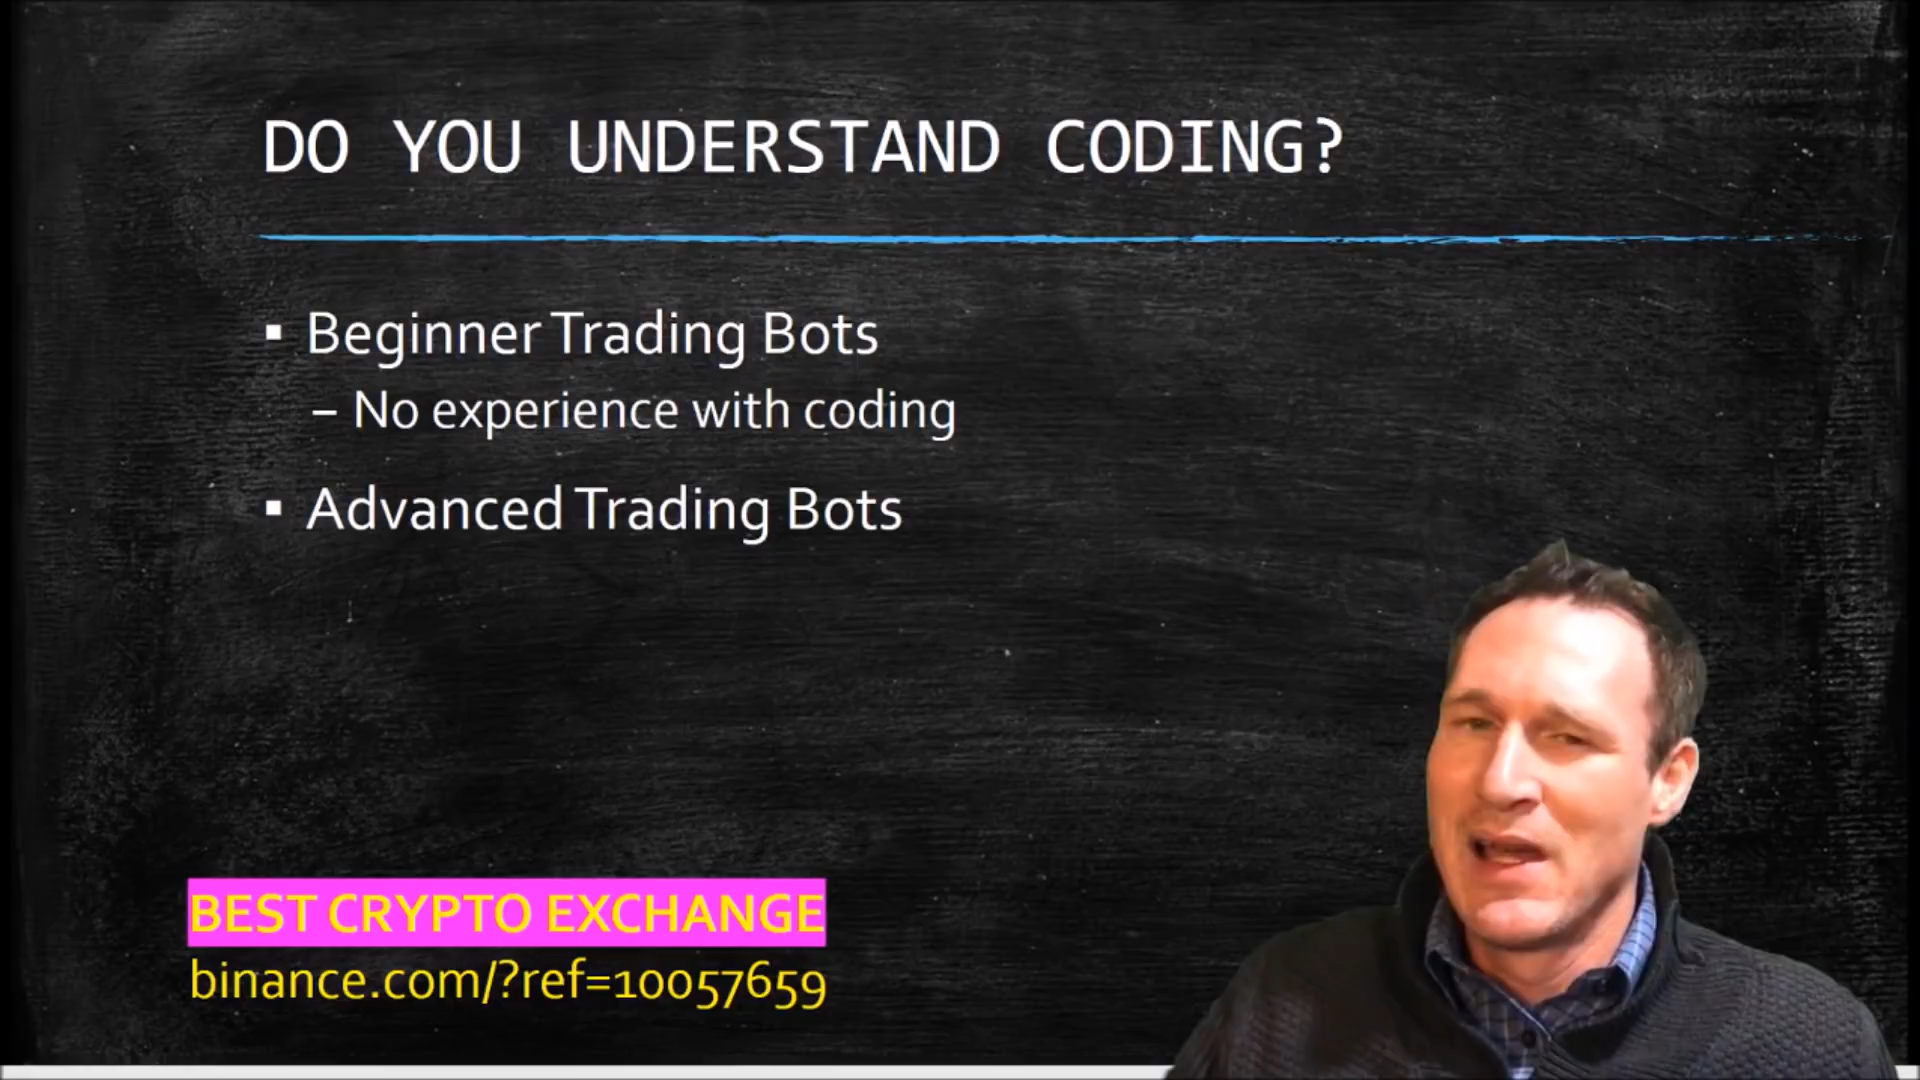 DO YOU UNDERSTAND CODING?
▪ Beginner Trading Bots
– No experience with coding
▪ Advanced Trading Bots
BEST CRYPTO EXCHANGE
binance.com/?ref=10057659